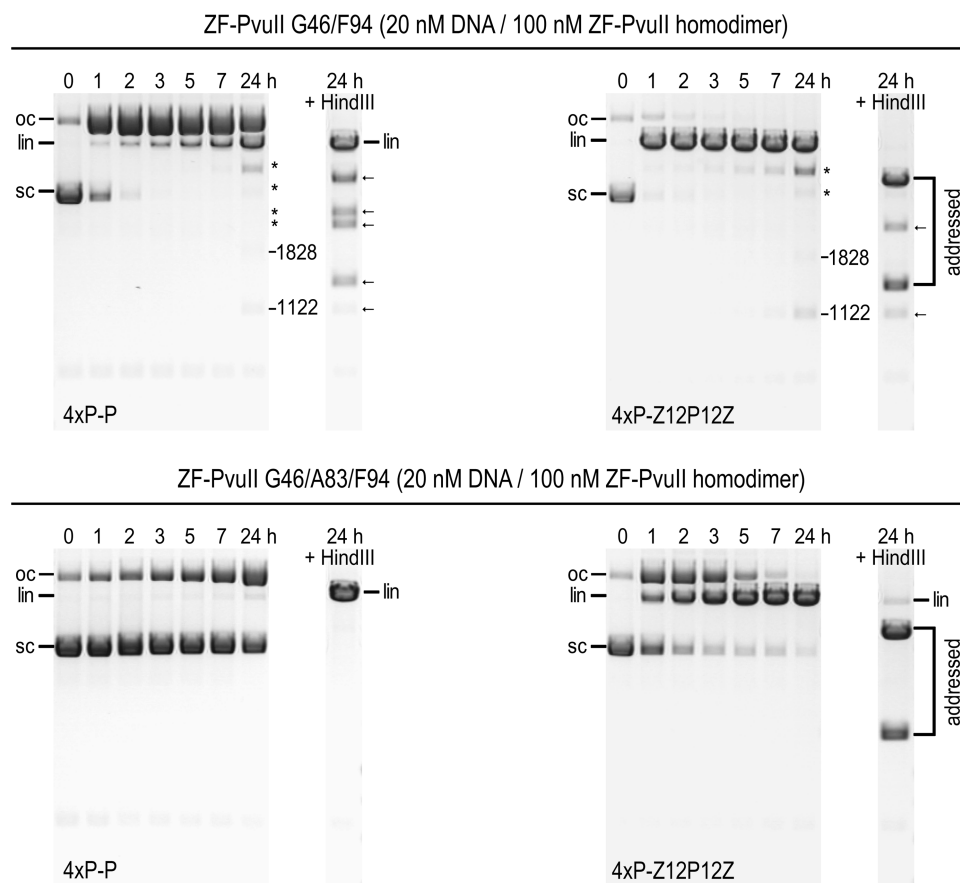 ZF-PvuII G46/F94 (20 nM DNA / 100 nM ZF-PvuII homodimer)
0 1 2 3 5 7 24 h
24 h
+ HindIII
oc
lin
sc
lin
*
*
*
*
←
←
←
←
←
-1828
-1122
4xP-P
0 1 2 3 5 7 24 h
24 h
+ HindIII
oc
lin
sc
*
*
-1828
-1122
←
←
addressed
4xP-Z12P12Z
ZF-PvuII G46/A83/F94 (20 nM DNA / 100 nM ZF-PvuII homodimer)
0 1 2 3 5 7 24 h
24 h
+ HindIII
oc
lin
sc
lin
4xP-P
0 1 2 3 5 7 24 h
24 h
+ HindIII
oc
lin
sc
lin
addressed
4xP-Z12P12Z